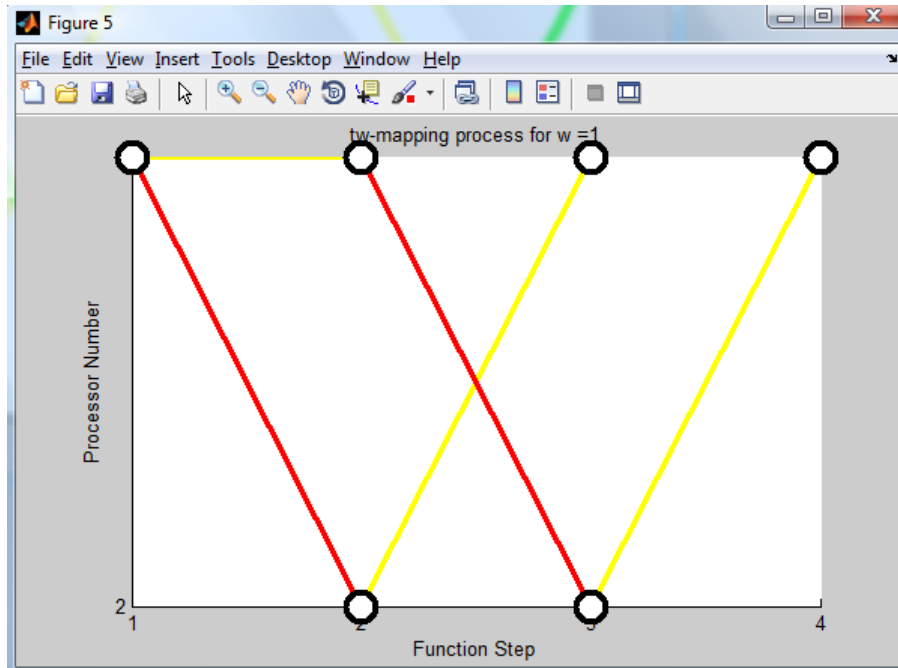 Figure 5
File Edit View Insert Tools Desktop Window Help
tw-mapping process for w =1
Processor Number
2
1 2 3 4
Function Step